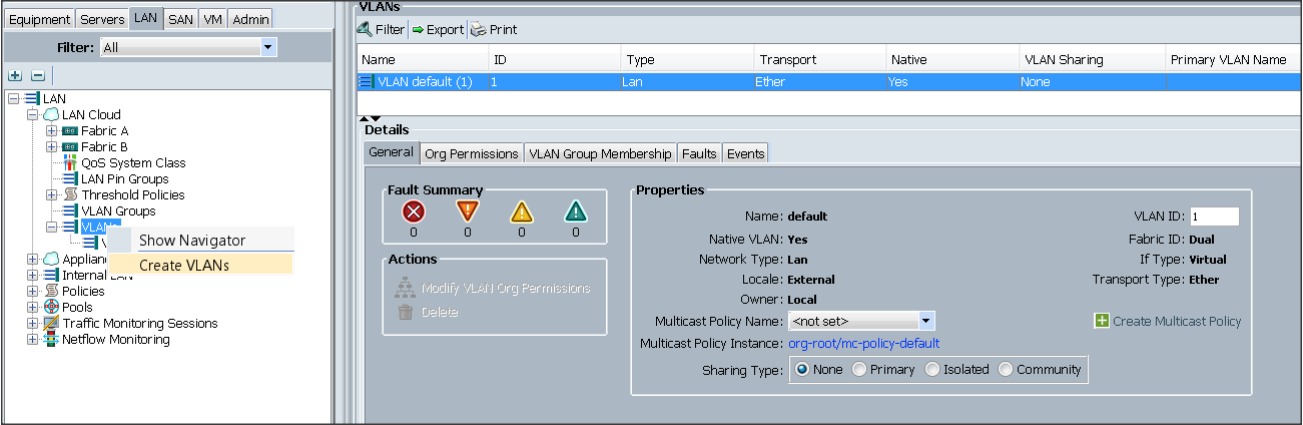 Equipment Servers LAN SAN VM Admin
Filter: All
LAN
LAN Cloud
Fabric A
Fabric B
QoS System Class
LAN Pin Groups
Threshold Policies
VLAN Groups
VLANs
V
Show Navigator
Create VLANs
Applian
Internal LAN
Policies
Pools
Traffic Monitoring Sessions
Netflow Monitoring
VLANs
Filter Export Print
Name ID Type Transport Native VLAN Sharing Primary VLAN Name
VLAN default (1) 1 Lan Ether Yes None
Details
General Org Permissions VLAN Group Membership Faults Events
Fault Summary
0 0 0 0
Actions
Modify VLAN Org Permissions
Delete
Properties
Name: default VLAN ID: 1
Native VLAN: Yes Fabric ID: Dual
Network Type: Lan If Type: Virtual
Locale: External Transport Type: Ether
Owner: Local
Multicast Policy Name: <not set> Create Multicast Policy
Multicast Policy Instance: org-root/mc-policy-default
Sharing Type: None Primary Isolated Community